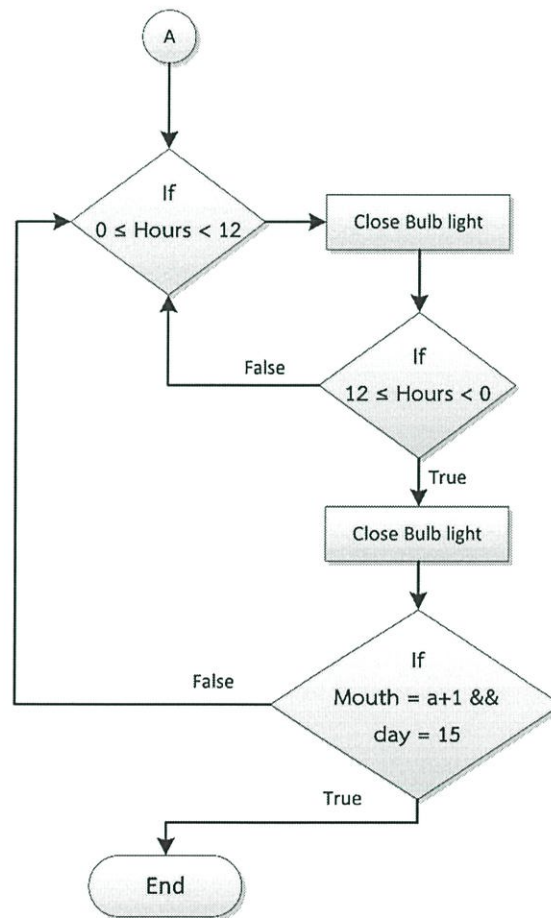 A
If
0 ≤ Hours < 12
Close Bulb light
If
12 ≤ Hours < 0
False
True
Close Bulb light
If
Mouth = a+1 &&
day = 15
False
True
End